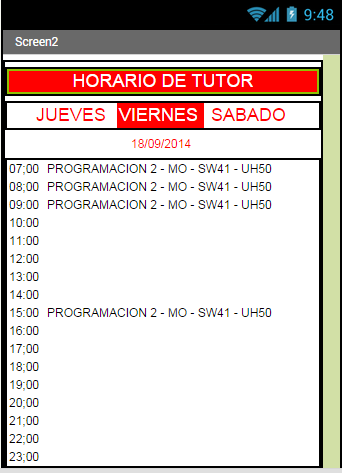 9:48
Screen2
HORARIO DE TUTOR
JUEVES VIERNES SABADO
18/09/2014
07;00 PROGRAMACION 2 - MO - SW41 - UH50
08;00 PROGRAMACION 2 - MO - SW41 - UH50
09:00 PROGRAMACION 2 - MO - SW41 - UH50
10:00
11:00
12:00
13:00
14:00
15:00 PROGRAMACION 2 - MO - SW41 - UH50
16:00
17;00
18;00
19;00
20;00
21;00
22;00
23;00